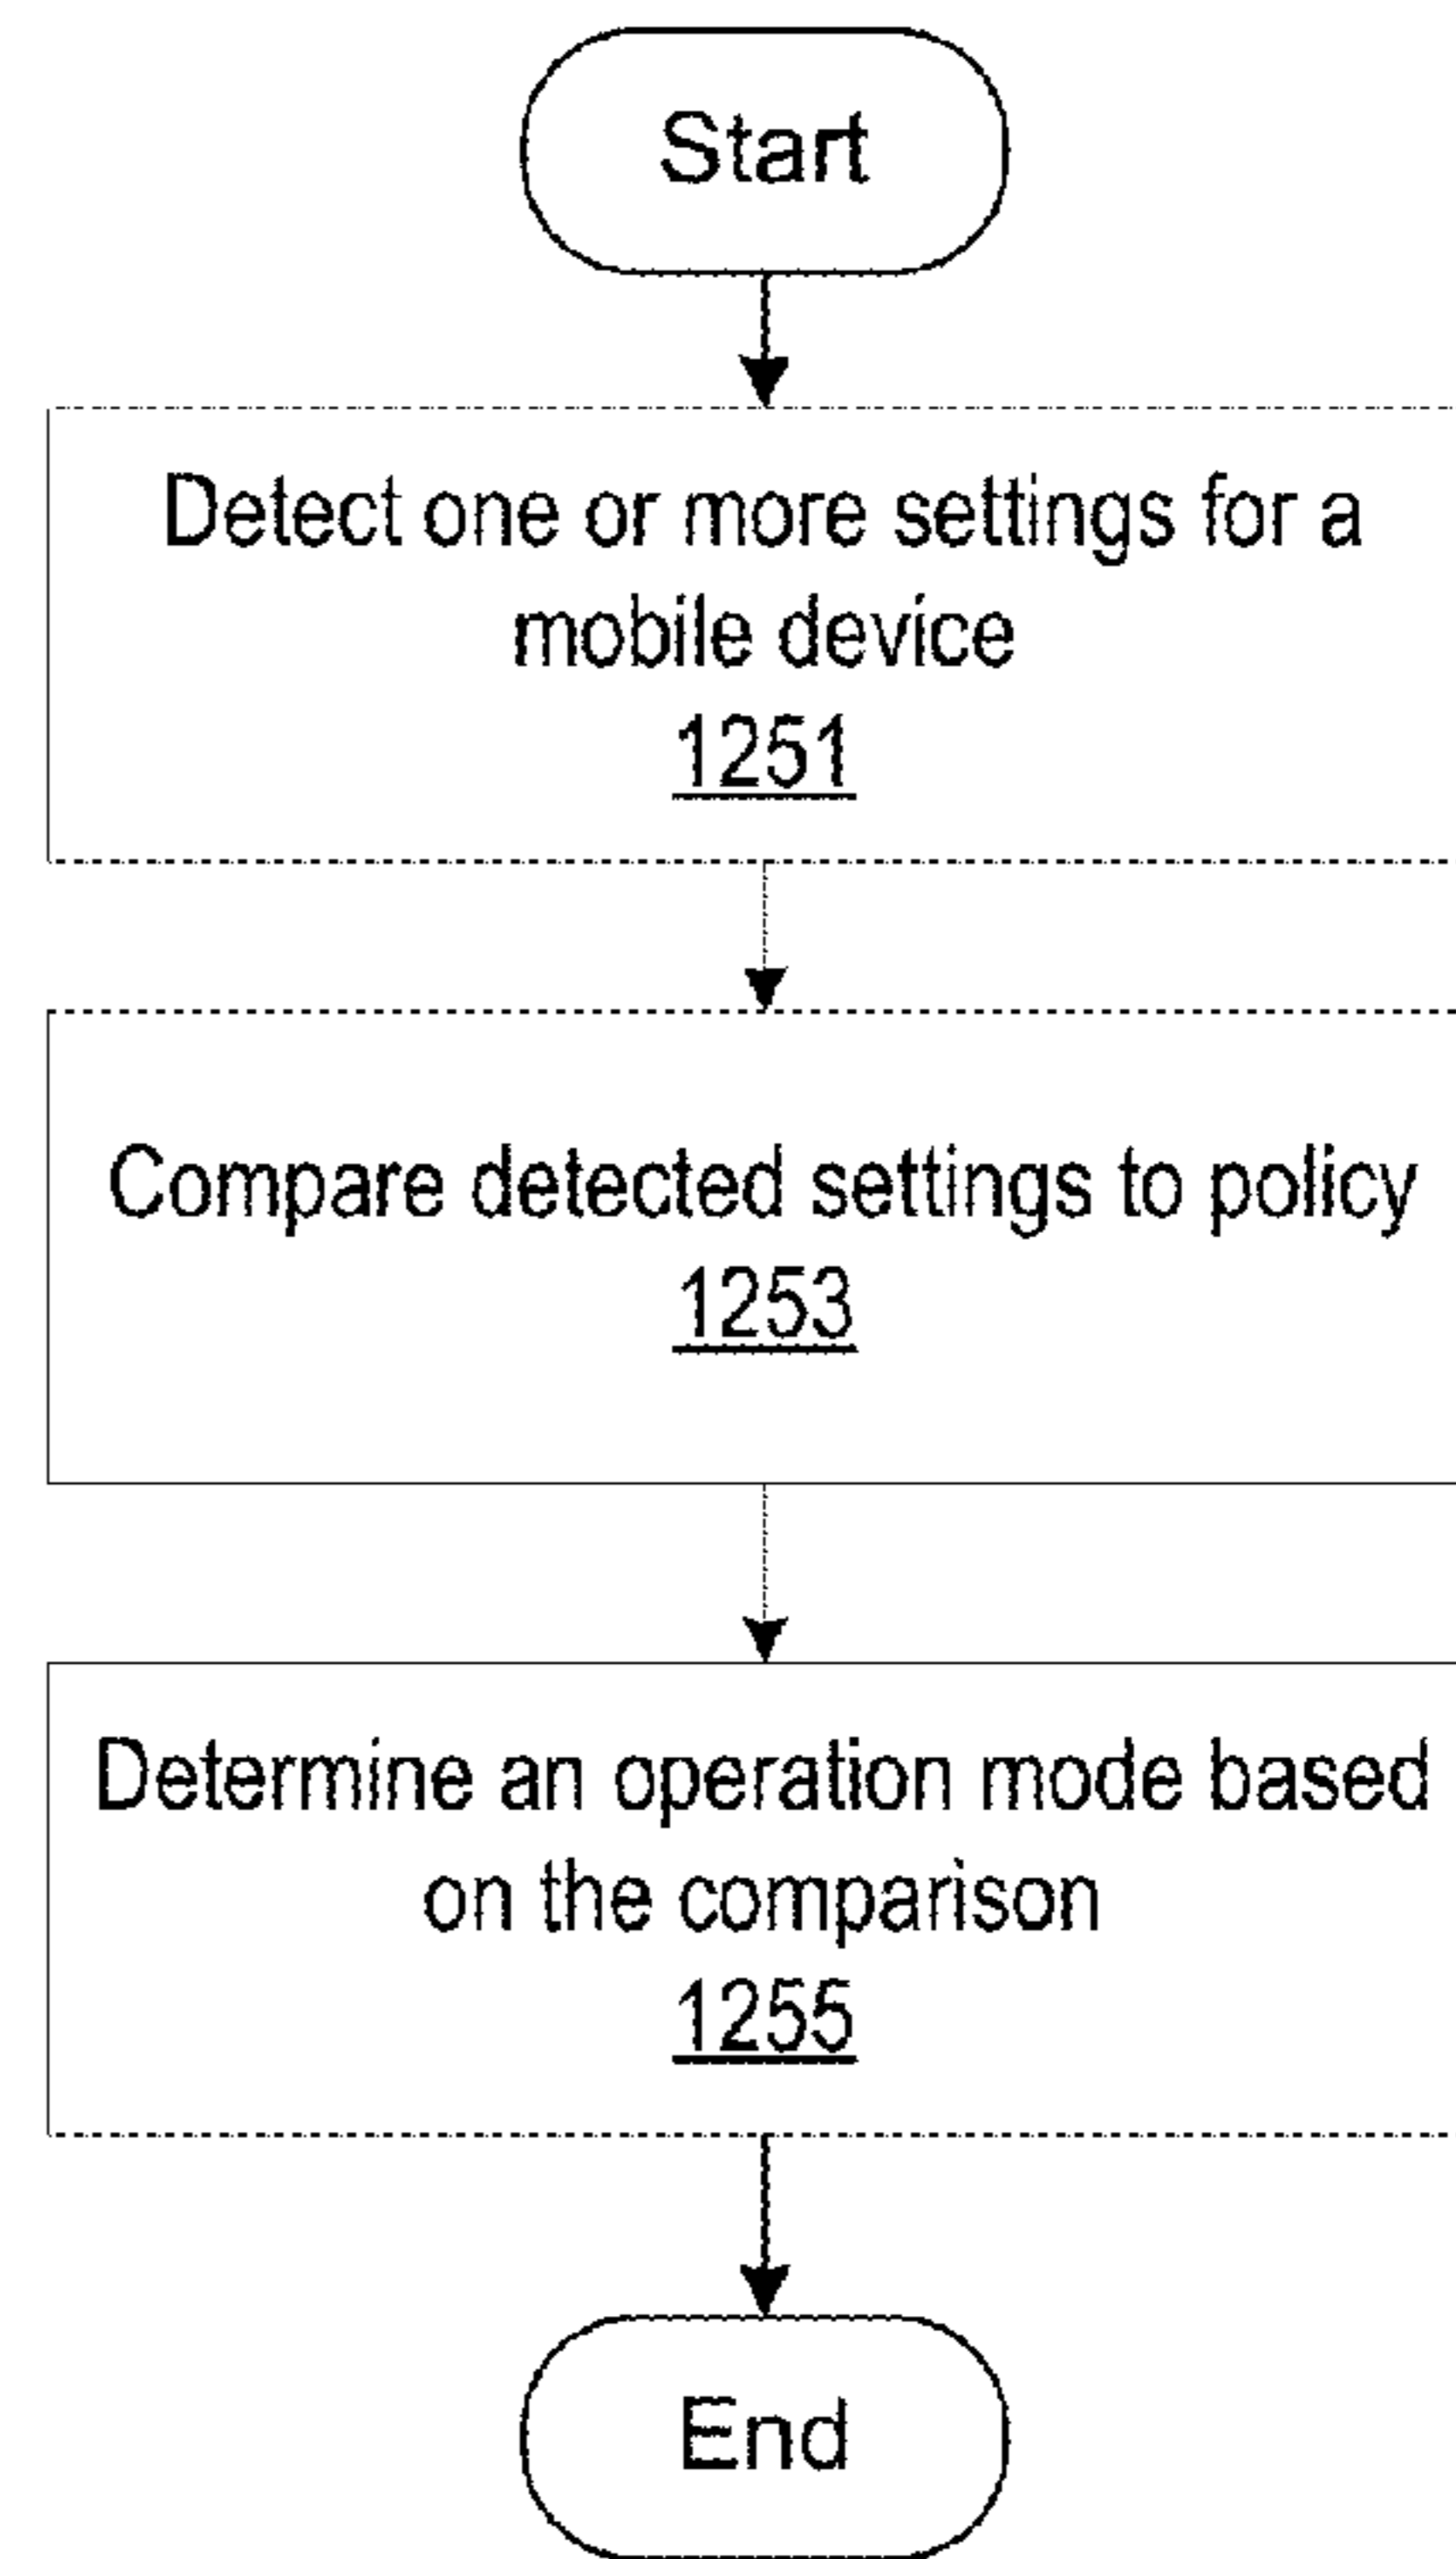 Start
Detect one or more settings for a
mobile device
1251
Compare detected settings to policy
1253
Determine an operation mode based
on the comparison
1255
End